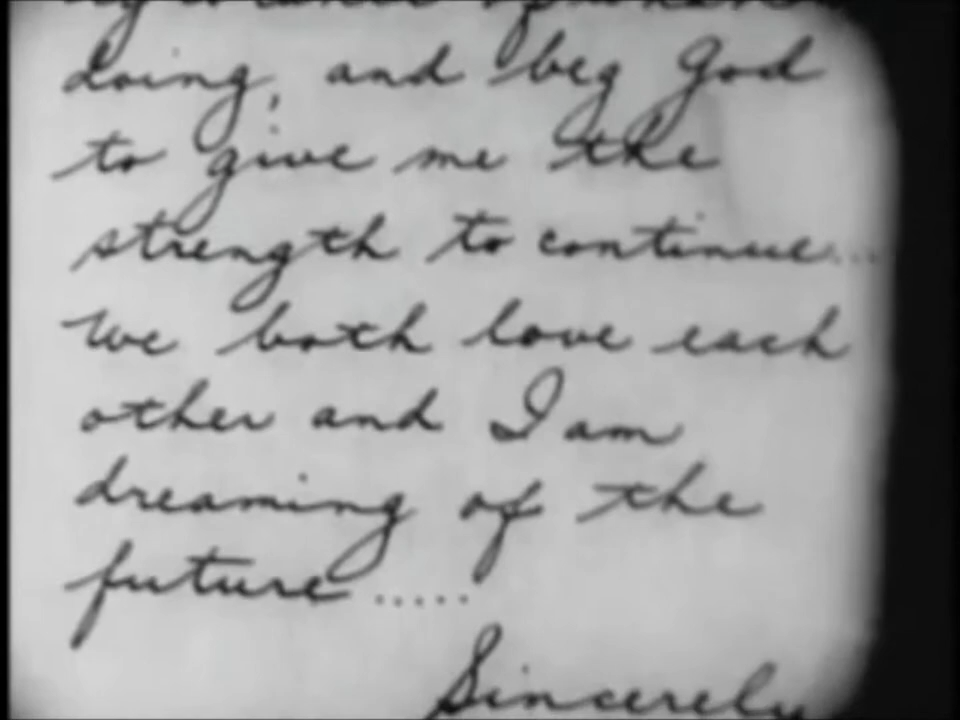 doing, and beg God
to give me the
strength to continue...
We both love each
other and I am
dreaming of the
future.....
Sincerely